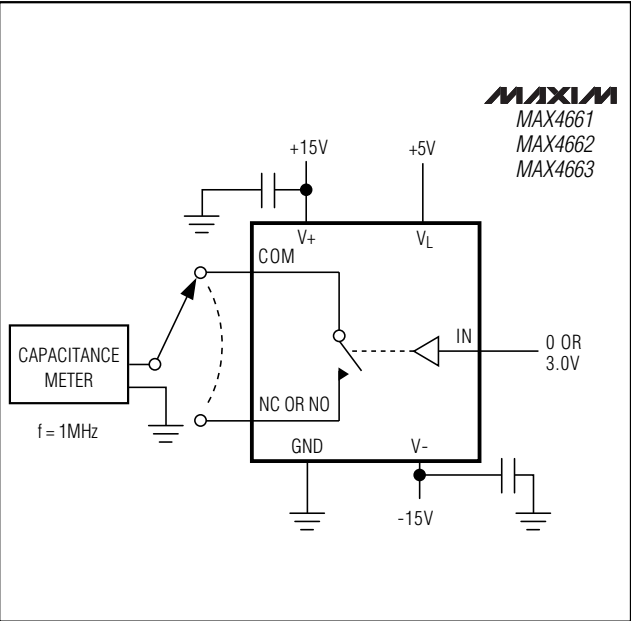 MAXIM
MAX4661
MAX4662
MAX4663
+15V
+5V
V+
VL
COM
IN
0 OR
3.0V
CAPACITANCE
METER
NC OR NO
f = 1MHz
GND
V-
-15V